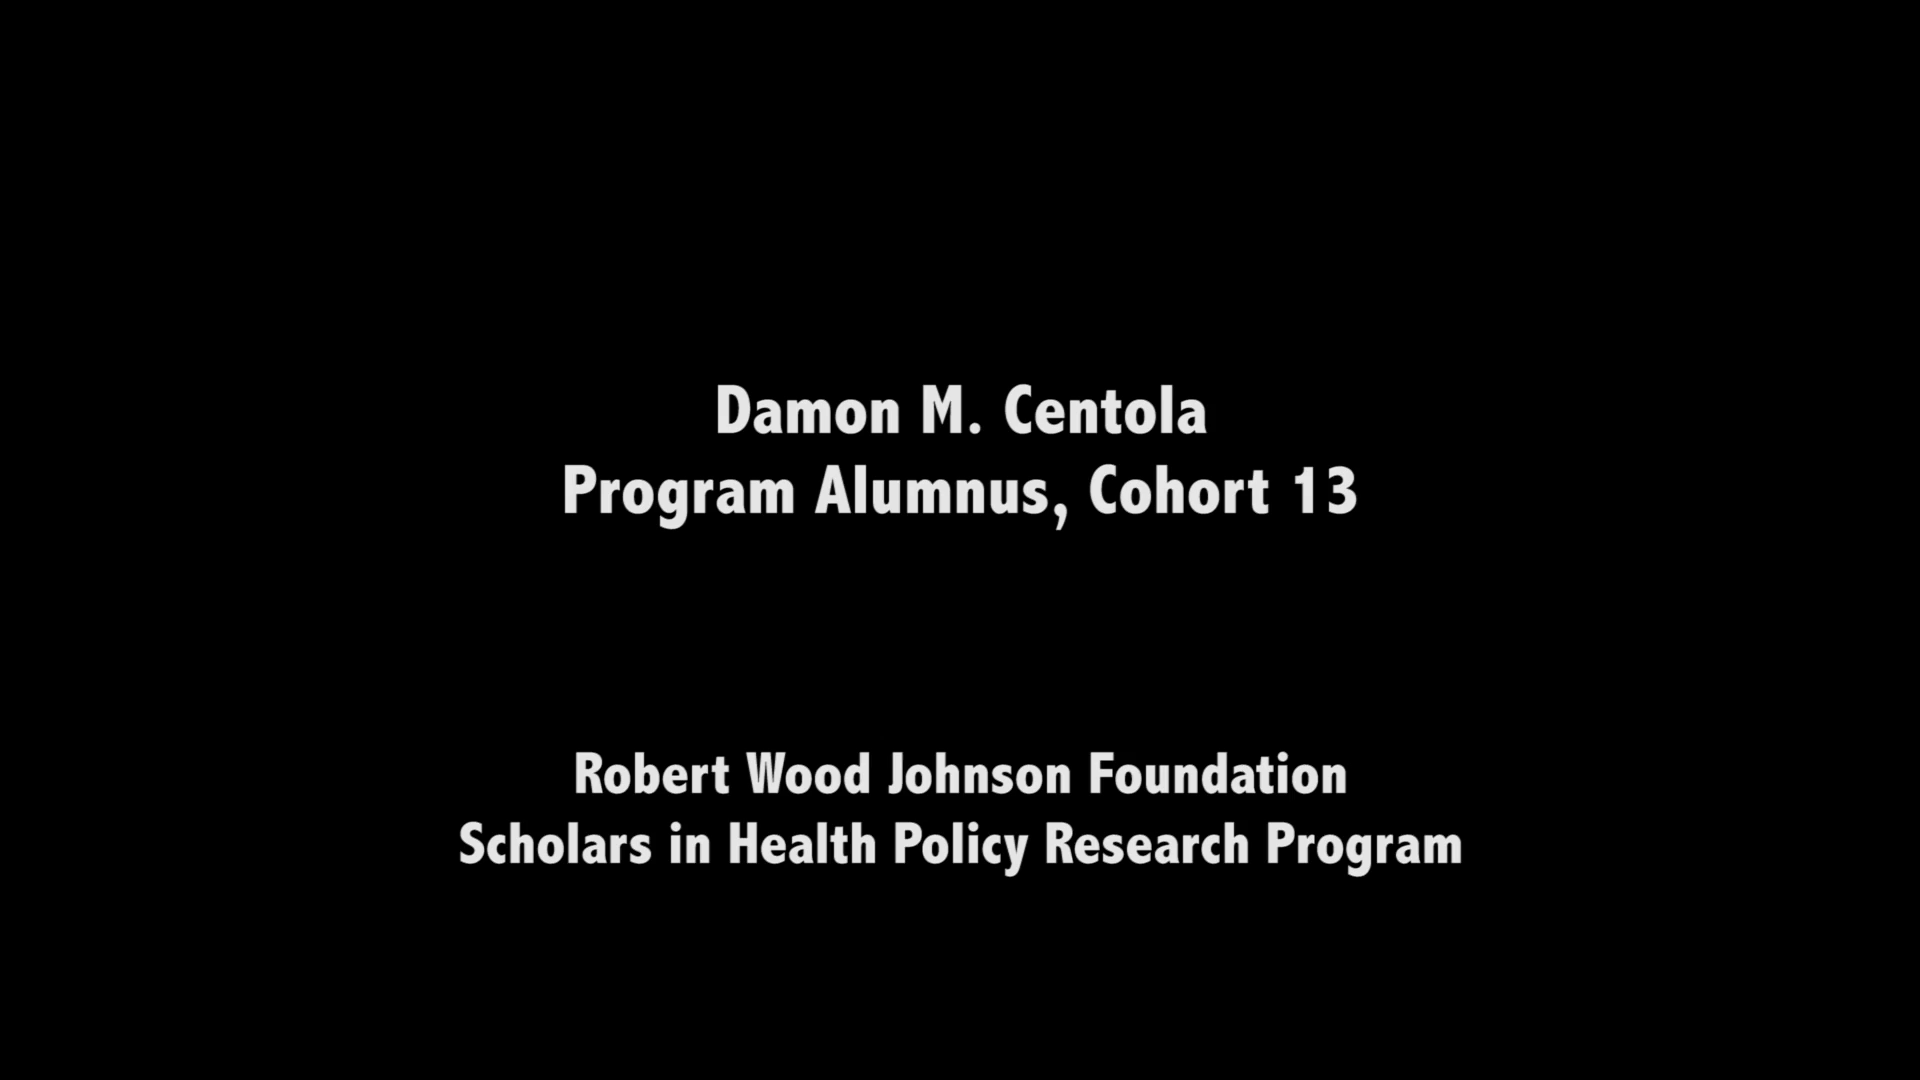 Damon M. Centola
Program Alumnus, Cohort 13
Robert Wood Johnson Foundation
Scholars in Health Policy Research Program